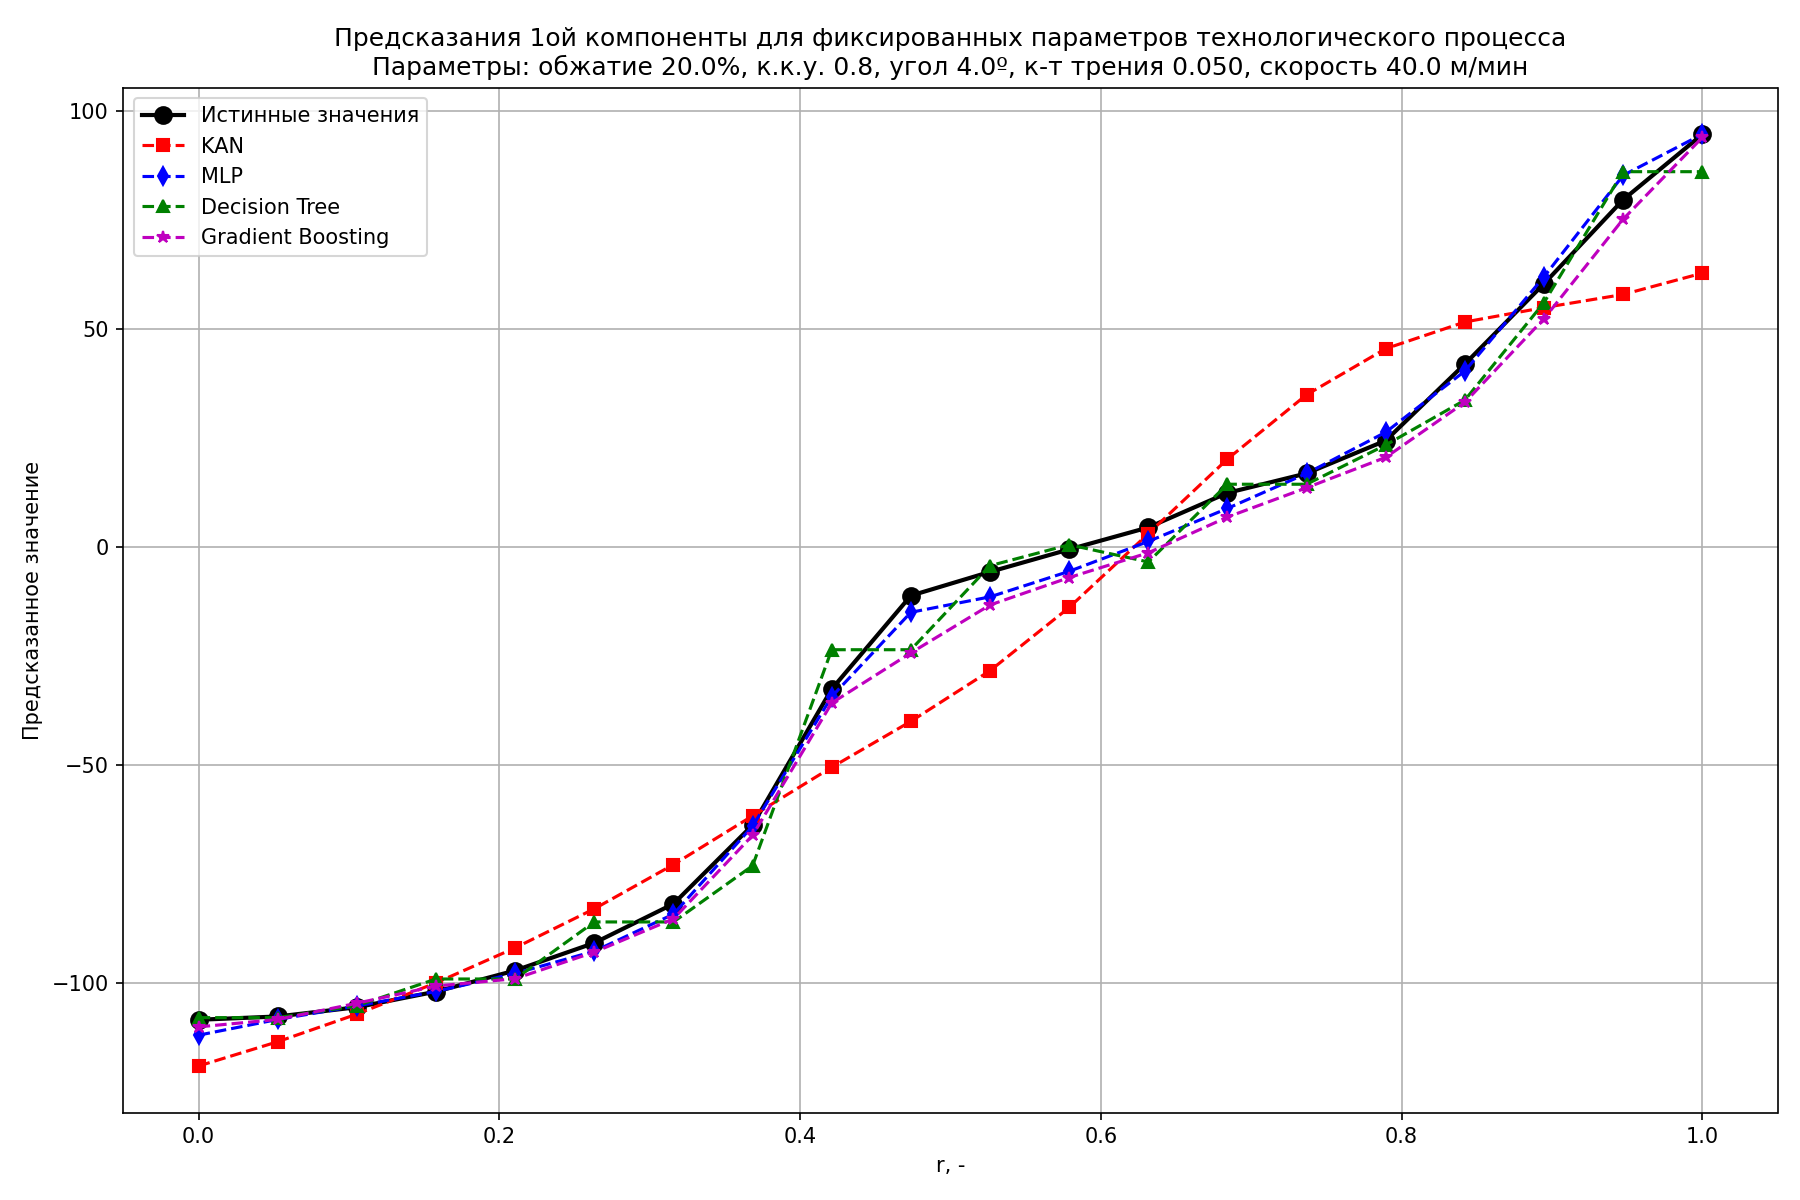 Предсказания 1ой компоненты для фиксированных параметров технологического процесса
Параметры: обжатие 20.0%, к.к.у. 0.8, угол 4.0º, к-т трения 0.050, скорость 40.0 м/мин
Истинные значения
KAN
MLP
Decision Tree
Gradient Boosting
Предсказанное значение
100
50
0
−50
−100
0.0
0.2
0.4
0.6
0.8
1.0
r, -